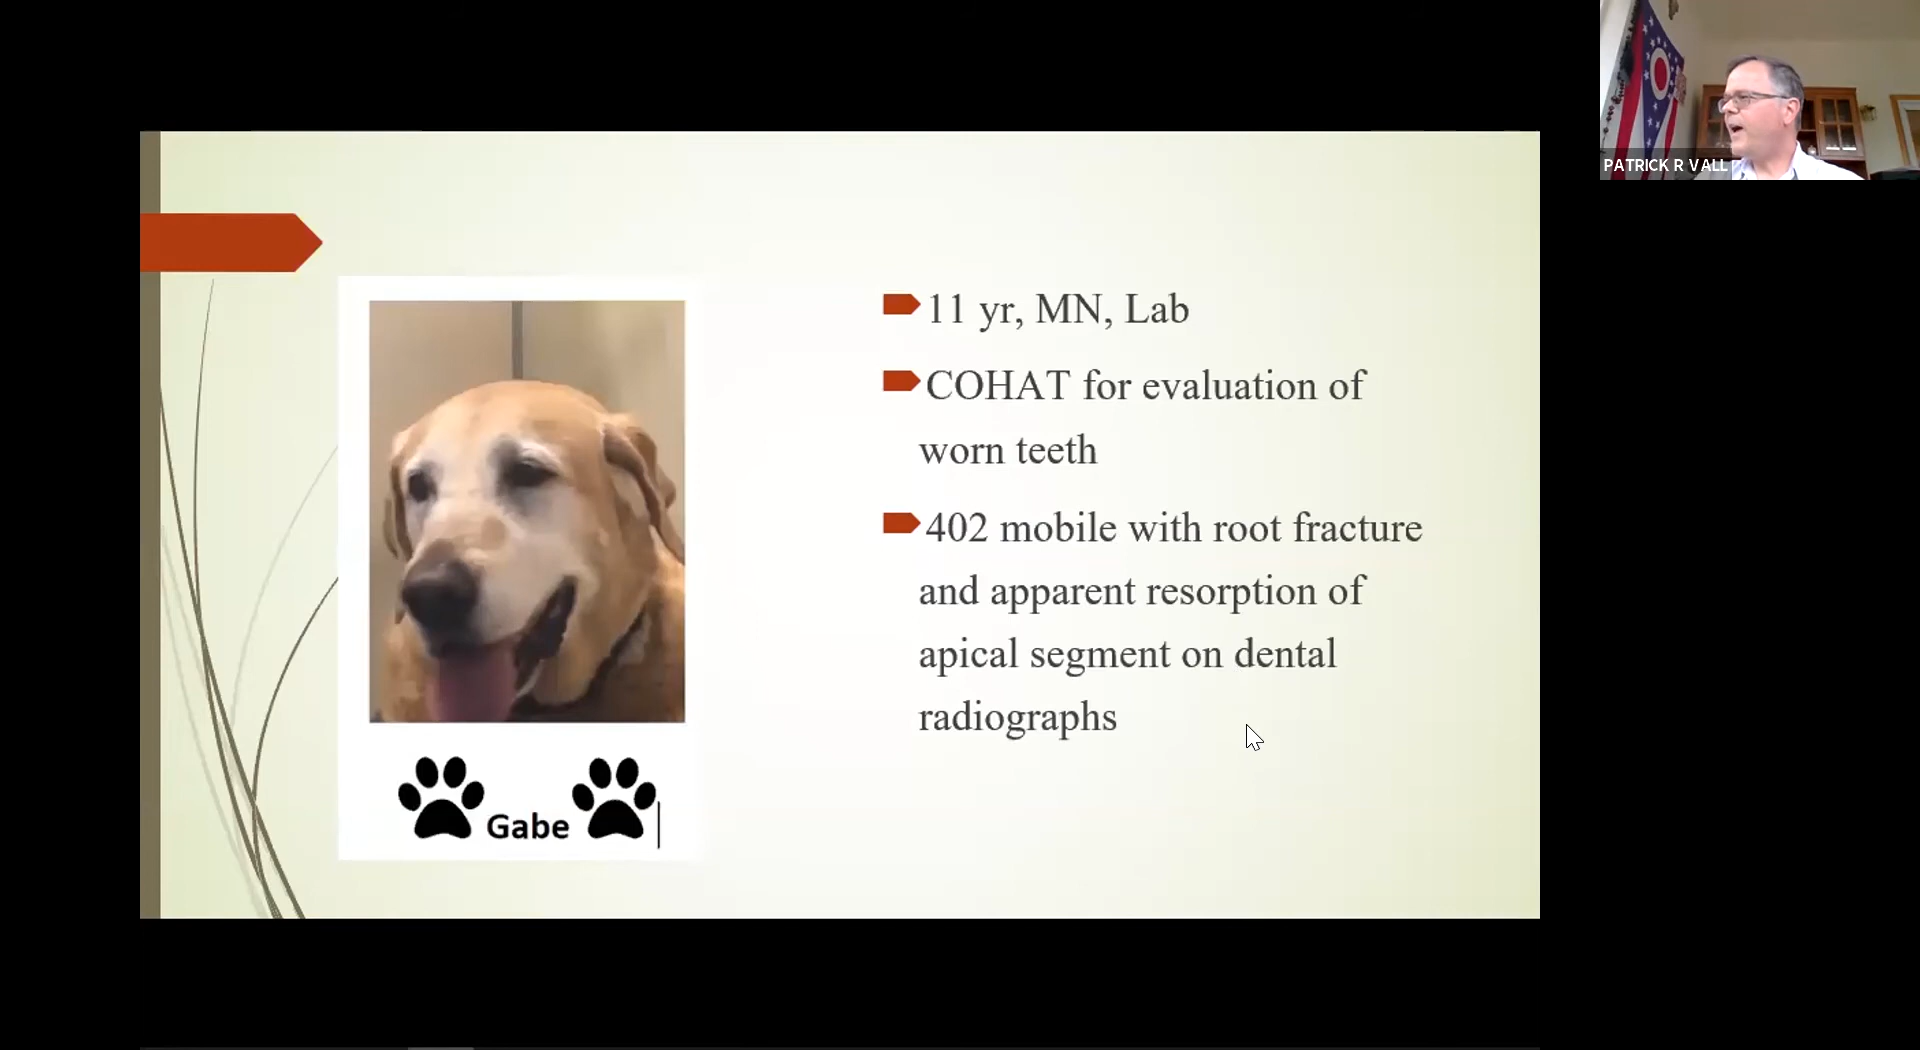 PATRICK R VALL
11 yr, MN, Lab
COHAT for evaluation of
worn teeth
402 mobile with root fracture
and apparent resorption of
apical segment on dental
radiographs
Gabe